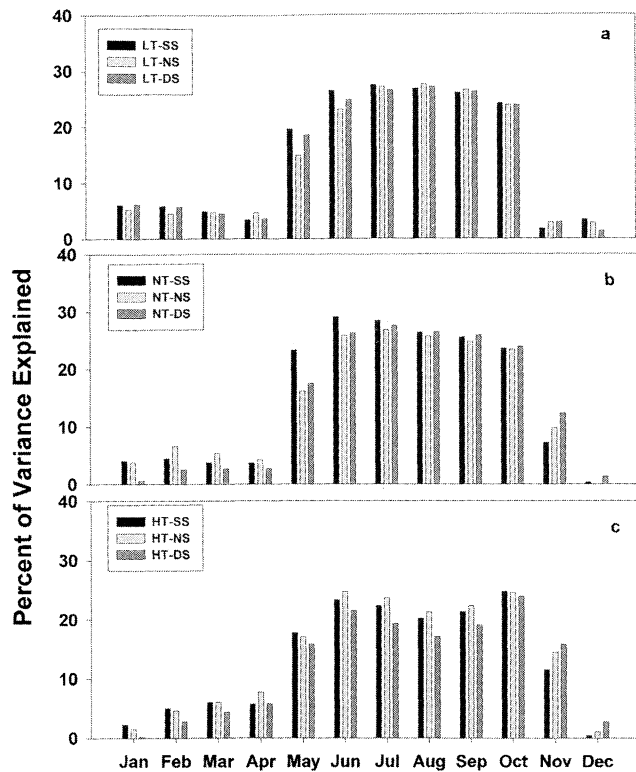 40
30
20
10
0
LT-SS
LT-NS
LT-DS
a
40
30
20
10
0
NT-SS
NT-NS
NT-DS
b
40
30
20
10
0
HT-SS
HT-NS
HT-DS
c
Percent of Variance Explained
Jan Feb Mar Apr May Jun Jul Aug Sep Oct Nov Dec